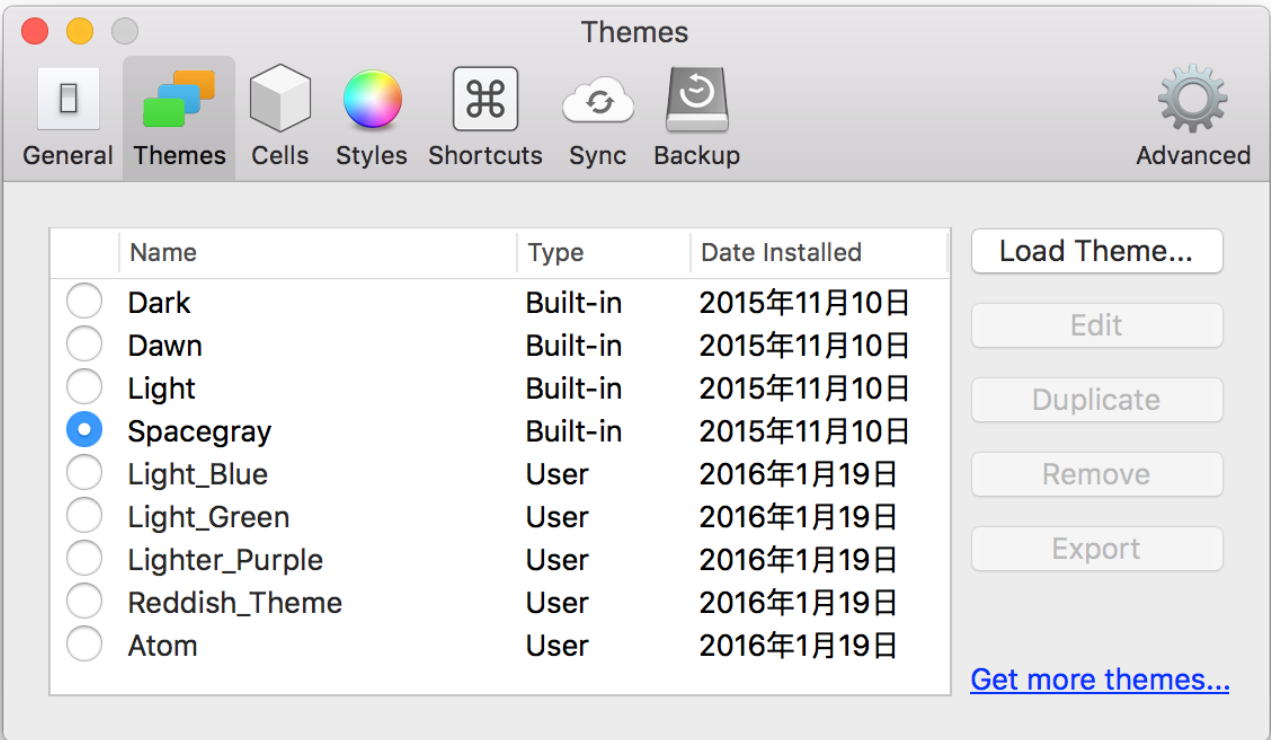 Themes
General Themes Cells Styles Shortcuts Sync Backup Advanced
Name Type Date Installed Load Theme...
Dark Built-in 2015年11月10日
Edit
Dawn Built-in 2015年11月10日
Light Built-in 2015年11月10日
Duplicate
Spacegray Built-in 2015年11月10日
Light_Blue User 2016年1月19日
Remove
Light_Green User 2016年1月19日
Lighter_Purple User 2016年1月19日
Export
Reddish_Theme User 2016年1月19日
Atom User 2016年1月19日
Get more themes...